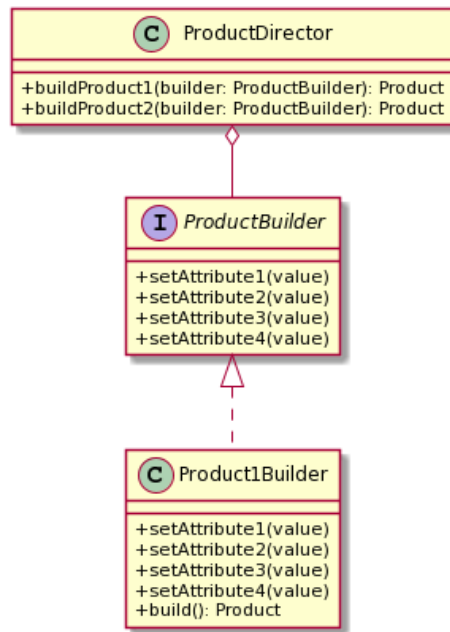 C ProductDirector
+buildProduct1(builder: ProductBuilder): Product
+buildProduct2(builder: ProductBuilder): Product
I ProductBuilder
+setAttribute1(value)
+setAttribute2(value)
+setAttribute3(value)
+setAttribute4(value)
C Product1Builder
+setAttribute1(value)
+setAttribute2(value)
+setAttribute3(value)
+setAttribute4(value)
+build(): Product